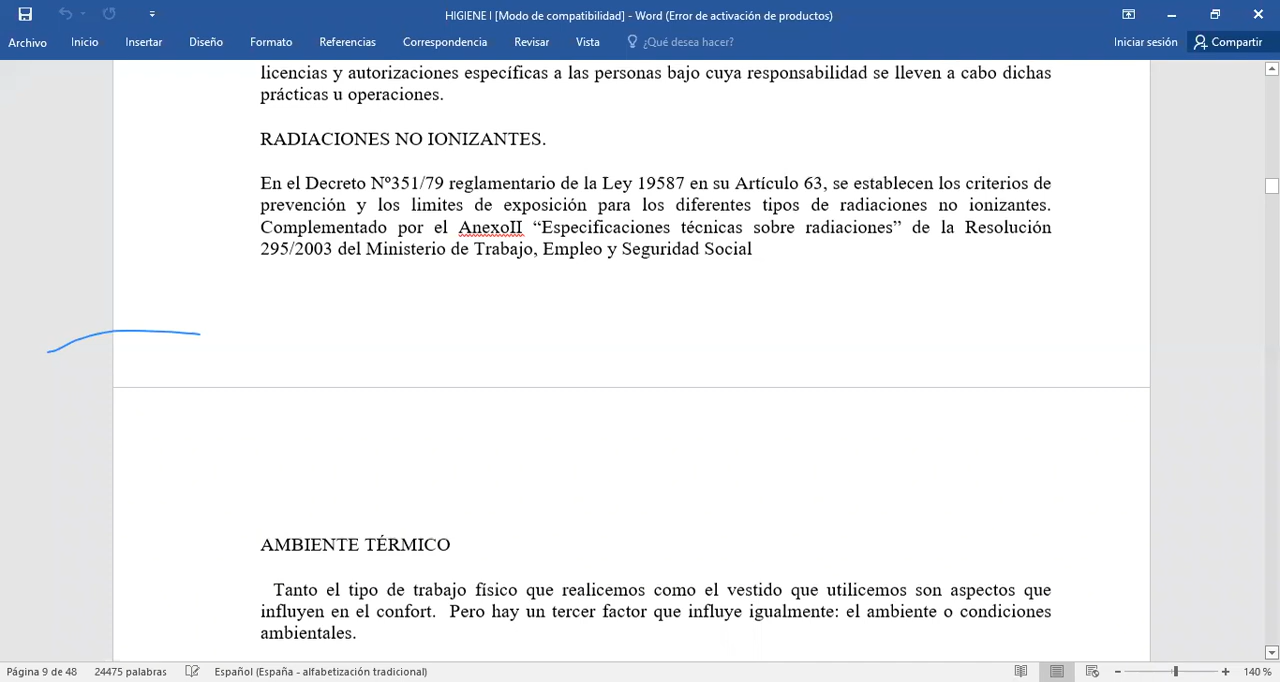 HIGIENE I [Modo de compatibilidad] - Word (Error de activación de productos)
Archivo Inicio Insertar Diseño Formato Referencias Correspondencia Revisar Vista ¿Qué desea hacer? Iniciar sesión Compartir
licencias y autorizaciones específicas a las personas bajo cuya responsabilidad se lleven a cabo dichas
prácticas u operaciones.
RADIACIONES NO IONIZANTES.
En el Decreto Nº351/79 reglamentario de la Ley 19587 en su Artículo 63, se establecen los criterios de
prevención y los limites de exposición para los diferentes tipos de radiaciones no ionizantes.
Complementado por el AnexoII “Especificaciones técnicas sobre radiaciones” de la Resolución
295/2003 del Ministerio de Trabajo, Empleo y Seguridad Social
AMBIENTE TÉRMICO
Tanto el tipo de trabajo físico que realicemos como el vestido que utilicemos son aspectos que
influyen en el confort. Pero hay un tercer factor que influye igualmente: el ambiente o condiciones
ambientales.
Página 9 de 48 24475 palabras Español (España - alfabetización tradicional) 140 %